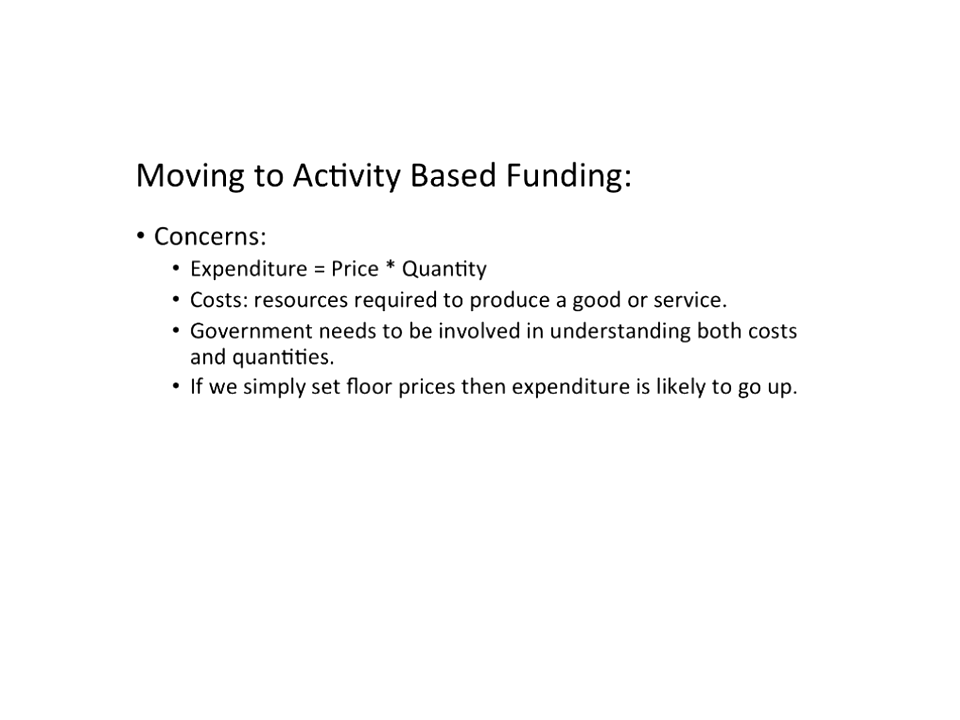 Moving to Activity Based Funding:
• Concerns:
• Expenditure = Price * Quantity
• Costs: resources required to produce a good or service.
• Government needs to be involved in understanding both costs
and quantities.
• If we simply set floor prices then expenditure is likely to go up.